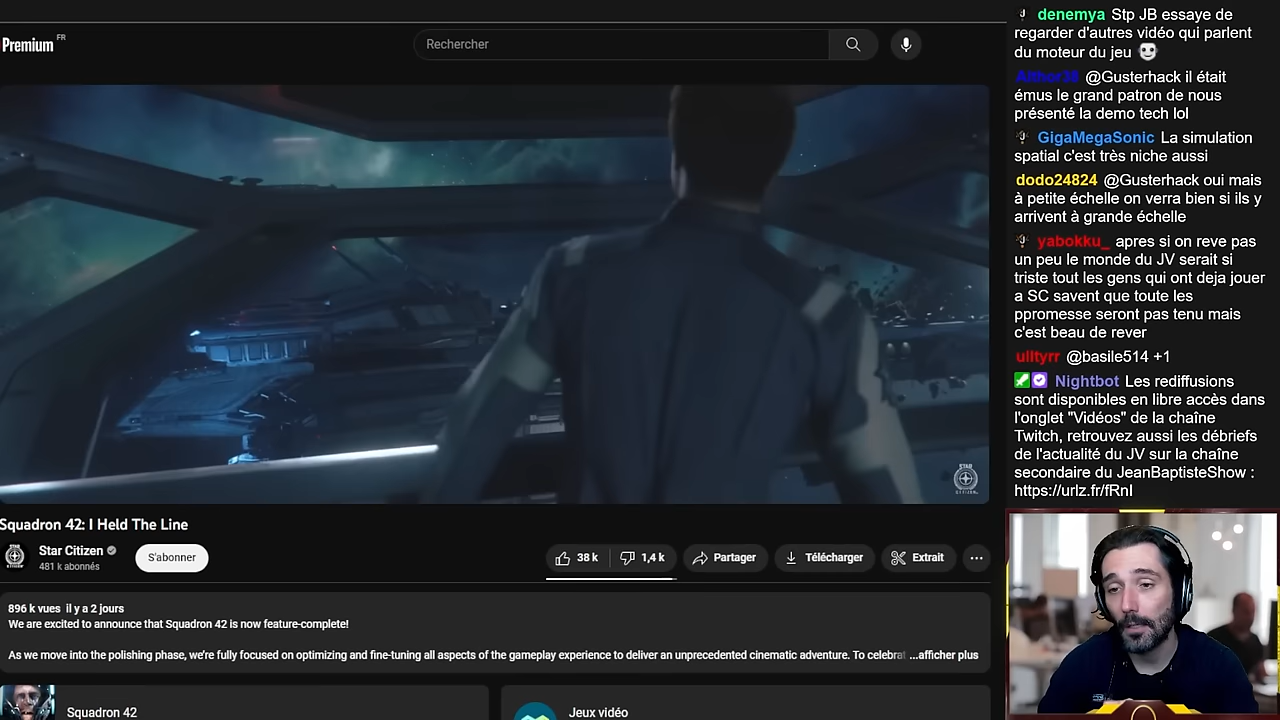 Premium FR
Rechercher
STAR
CITIZEN
Squadron 42: I Held The Line
Star Citizen
481 k abonnés
S'abonner
38 k
1,4 k
Partager
Télécharger
Extrait
896 k vues il y a 2 jours
We are excited to announce that Squadron 42 is now feature-complete!
As we move into the polishing phase, we're fully focused on optimizing and fine-tuning all aspects of the gameplay experience to deliver an unprecedented cinematic adventure. To celebrat ...afficher plus
Squadron 42
Jeux vidéo
denemya Stp JB essaye de
regarder d'autres vidéo qui parlent
du moteur du jeu
Althor38 @Gusterhack il était
émus le grand patron de nous
présenté la demo tech lol
GigaMegaSonic La simulation
spatial c'est très niche aussi
dodo24824 @Gusterhack oui mais
à petite échelle on verra bien si ils y
arrivent à grande échelle
yabokku_ apres si on reve pas
un peu le monde du JV serait si
triste tout les gens qui ont deja jouer
a SC savent que toute les
ppromesse seront pas tenu mais
c'est beau de rever
ulltyrr @basile514 +1
Nightbot Les rediffusions
sont disponibles en libre accès dans
l'onglet "Vidéos" de la chaîne
Twitch, retrouvez aussi les débriefs
de l'actualité du JV sur la chaîne
secondaire du JeanBaptisteShow :
https://urlz.fr/fRnI